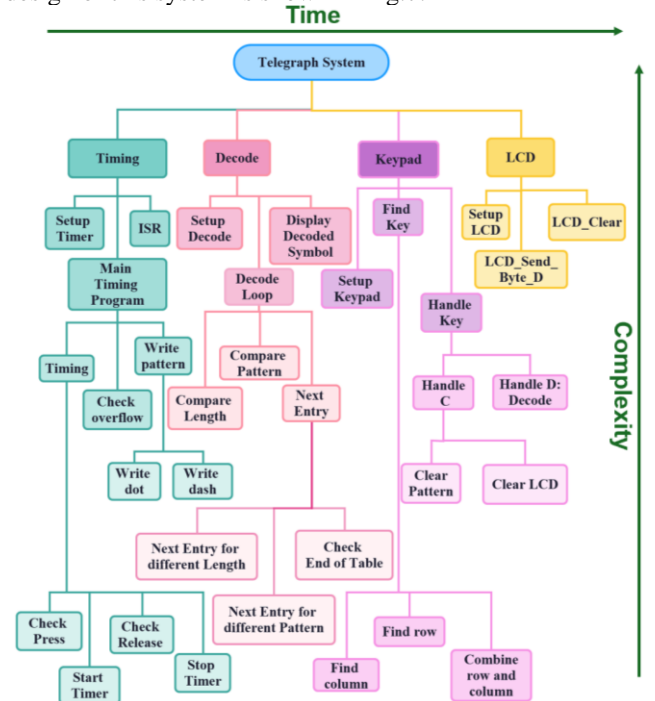 Time
Telegraph System
Timing
Decode
Keypad
LCD
Setup
Timer
ISR
Main
Timing
Program
Setup
Decode
Display
Decoded
Symbol
Decode
Loop
Find
Key
Setup
Keypad
Handle
Key
Setup
LCD
LCD_Clear
LCD_Send_
Byte_D
Timing
Check
overflow
Write
pattern
Write
dot
Write
dash
Compare
Length
Compare
Pattern
Next
Entry
Handle
C
Handle D:
Decode
Clear
Pattern
Clear LCD
Next Entry for
different Length
Next Entry for
different Pattern
Check
End of Table
Check
Press
Start
Timer
Check
Release
Stop
Timer
Find
column
Find row
Combine
row and
column
Complexity